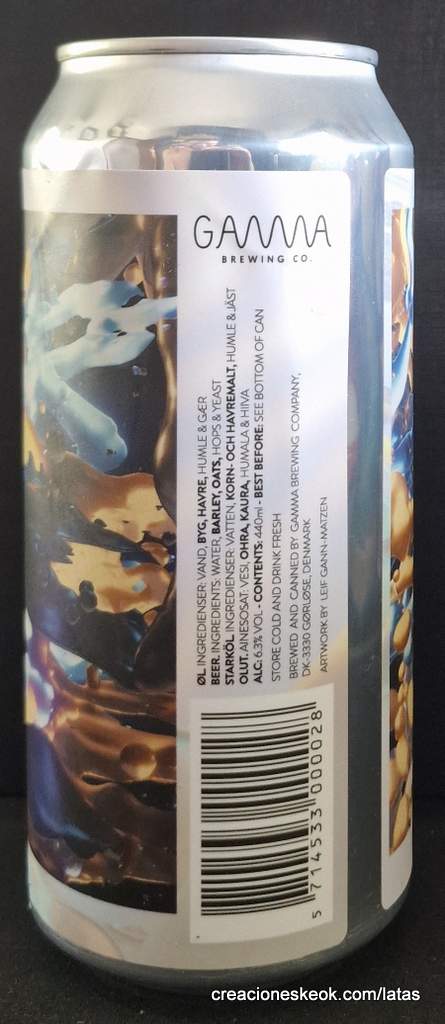 GAMMA
BREWING CO.
ØL. INGREDIENSER: VAND, BYG, HAVRE, HUMLE & GÆR
BEER. INGREDIENTS: WATER, BARLEY, OATS, HOPS & YEAST
STARKÖL. INGREDIENSER: VATTEN, KORN- OCH HAVREMALT, HUMLE & JÄST
OLUT. AINESOSAT: VESI, OHRA, KAURA, HUMALA & HIIVA
ALC: 6.3% VOL - CONTENTS: 440ml - BEST BEFORE: SEE BOTTOM OF CAN
STORE COLD AND DRINK FRESH
BREWED AND CANNED BY GAMMA BREWING COMPANY,
DK-3330 GØRLØSE, DENMARK
ARTWORK BY LEIF GANN-MATZEN
5 714533 000028
creacioneskeok.com/latas